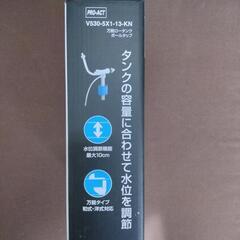 PRO-ACT
V530-5X1-13-KN
万能ロータンク
ボールタップ
タンクの容量に合わせて水位を調節
水位調節機能
最大10cm
万能タイプ
和式・洋式対応